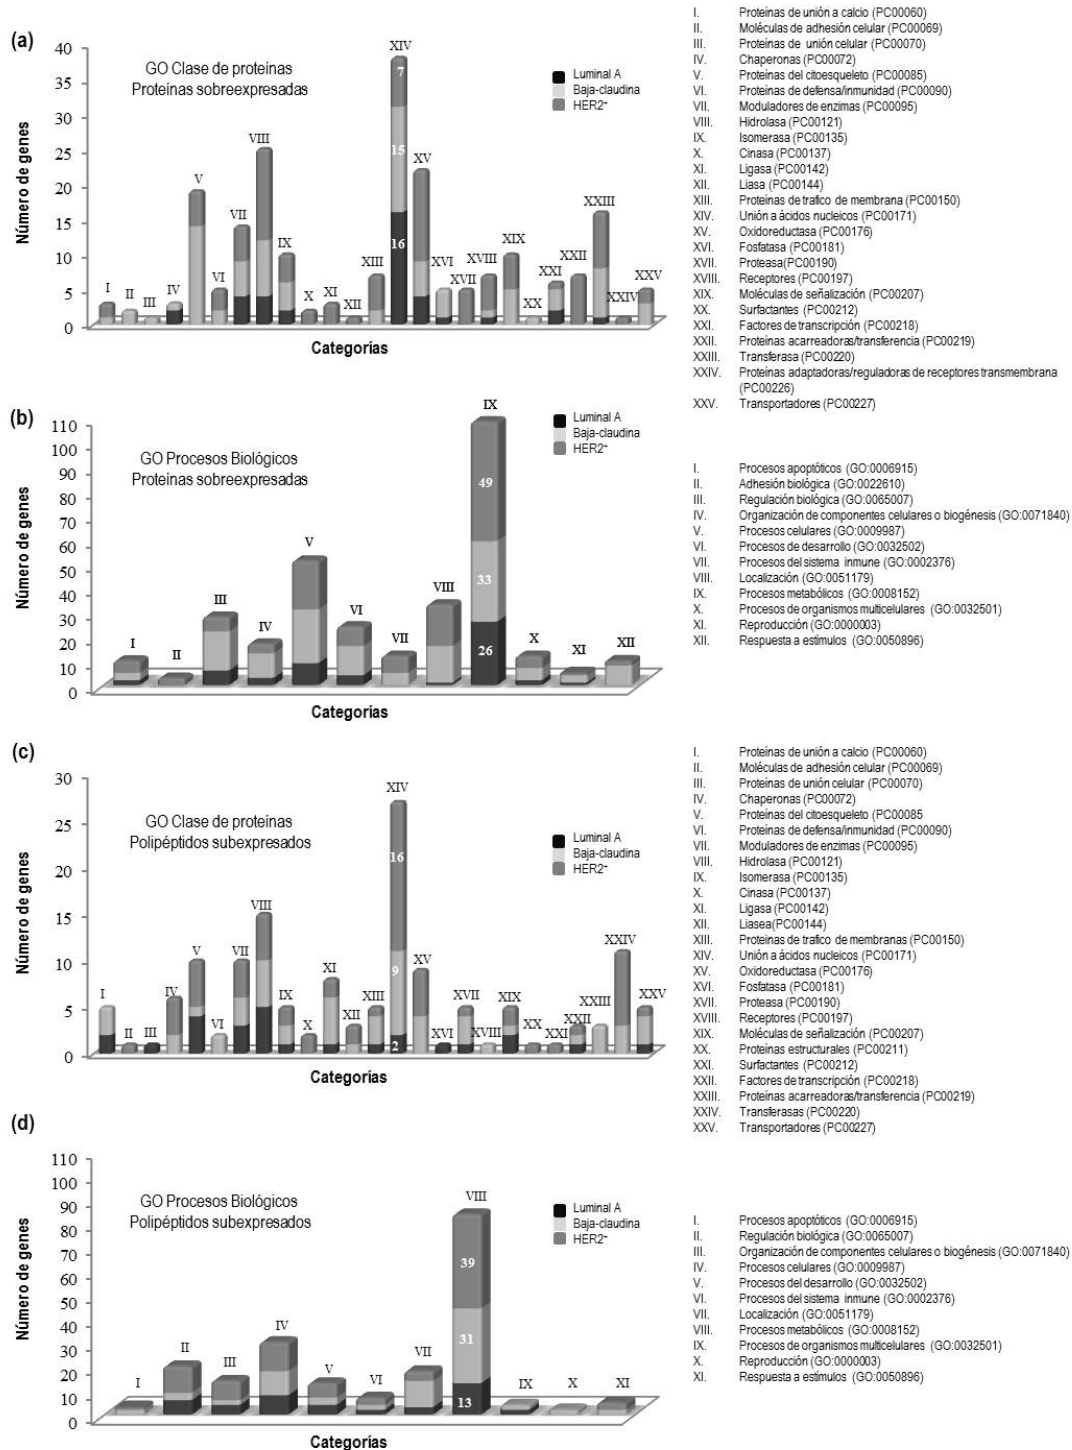 (a)
GO Clase de proteinas
Proteinas sobreexpresadas
Número de genes
40
35
30
25
20
15
10
5
0
I
II
III
IV
V
VI
VII
VIII
IX
X
XI
XII
XIII
XIV
XV
XVI
XVII
XVIII
XIX
XX
XXI
XXII
XXIII
XXIV
XXV
7
15
16
Categorías
Luminal A
Baja-claudina
HER2+
I. Proteinas de unión a calcio (PC00060)
II. Moléculas de adhesión celular (PC00069)
III. Proteinas de unión celular (PC00070)
IV. Chaperonas (PC00072)
V. Proteinas del citoesqueleto (PC00085)
VI. Proteinas de defensa/inmunidad (PC00090)
VII. Moduladores de enzimas (PC00095)
VIII. Hidrolasa (PC00121)
IX. Isomerasa (PC00135)
X. Cinasa (PC00137)
XI. Ligasa (PC00142)
XII. Liasa (PC00144)
XIII. Proteinas de trafico de membrana (PC00150)
XIV. Unión a ácidos nucleicos (PC00171)
XV. Oxidoreductasa (PC00176)
XVI. Fosfatasa (PC00181)
XVII. Proteasa(PC00190)
XVIII. Receptores (PC00197)
XIX. Moléculas de señalización (PC00207)
XX. Surfactantes (PC00212)
XXI. Factores de transcripción (PC00218)
XXII. Proteinas acarreadoras/transferencia (PC00219)
XXIII. Transferasa (PC00220)
XXIV. Proteinas adaptadoras/reguladoras de receptores transmembrana
(PC00226)
XXV. Transportadores (PC00227)
(b)
GO Procesos Biológicos
Proteínas sobreexpresadas
Número de genes
110
100
90
80
70
60
50
40
30
20
10
0
I
II
III
IV
V
VI
VII
VIII
IX
X
XI
XII
49
33
26
Categorías
Luminal A
Baja-claudina
HER2+
I. Procesos apoptóticos (GO:0006915)
II. Adhesión biológica (GO:0022610)
III. Regulación biológica (GO:0065007)
IV. Organización de componentes celulares o biogénesis (GO:0071840)
V. Procesos celulares (GO:0009987)
VI. Procesos de desarrollo (GO:0032502)
VII. Procesos del sistema inmune (GO:0002376)
VIII. Localización (GO:0051179)
IX. Procesos metabólicos (GO:0008152)
X. Procesos de organismos multicelulares (GO:0032501)
XI. Reproducción (GO:0000003)
XII. Respuesta a estimulos (GO:0050896)
(c)
GO Clase de proteínas
Polipéptidos subexpresados
Número de genes
30
25
20
15
10
5
0
I
II
III
IV
V
VI
VII
VIII
IX
X
XI
XII
XIII
XIV
XV
XVI
XVII
XVIII
XIX
XX
XXI
XXII
XXIII
XXIV
XXV
16
9
2
Categorías
Luminal A
Baja-claudina
HER2+
I. Proteinas de unión a calcio (PC00060)
II. Moléculas de adhesión celular (PC00069)
III. Proteinas de unión celular (PC00070)
IV. Chaperonas (PC00072)
V. Proteinas del citoesqueleto (PC00085
VI. Proteinas de defensa/inmunidad (PC00090)
VII. Moduladores de enzimas (PC00095)
VIII. Hidrolasa (PC00121)
IX. Isomerasa (PC00135)
X. Cinasa (PC00137)
XI. Ligasa (PC00142)
XII. Liasea(PC00144)
XIII. Proteinas de trafico de membranas (PC00150)
XIV. Unión a ácidos nucleicos (PC00171)
XV. Oxidoreductasa (PC00176)
XVI. Fosfatasa (PC00181)
XVII. Proteasa (PC00190)
XVIII. Receptores (PC00197)
XIX. Moléculas de señalización (PC00207)
XX. Proteinas estructurales (PC00211)
XXI. Surfactantes (PC00212)
XXII. Factores de transcripción (PC00218)
XXIII. Proteinas acarreadoras/transferencia (PC00219)
XXIV. Transferasas (PC00220)
XXV. Transportadores (PC00227)
(d)
GO Procesos Biológicos
Polipéptidos subexpresados
Número de genes
110
100
90
80
70
60
50
40
30
20
10
0
I
II
III
IV
V
VI
VII
VIII
IX
X
XI
39
31
13
Categorías
Luminal A
Baja-claudina
HER2+
I. Procesos apoptóticos (GO:0006915)
II. Regulación biológica (GO:0065007)
III. Organización de componentes celulares o biogénesis (GO:0071840)
IV. Procesos celulares (GO:0009987)
V. Procesos del desarrollo (GO:0032502)
VI. Procesos del sistema inmune (GO:0002376)
VII. Localización (GO:0051179)
VIII. Procesos metabólicos (GO:0008152)
IX. Procesos de organismos multicelulares (GO:0032501)
X. Reproducción (GO:0000003)
XI. Respuesta a estimulos (GO:0050896)